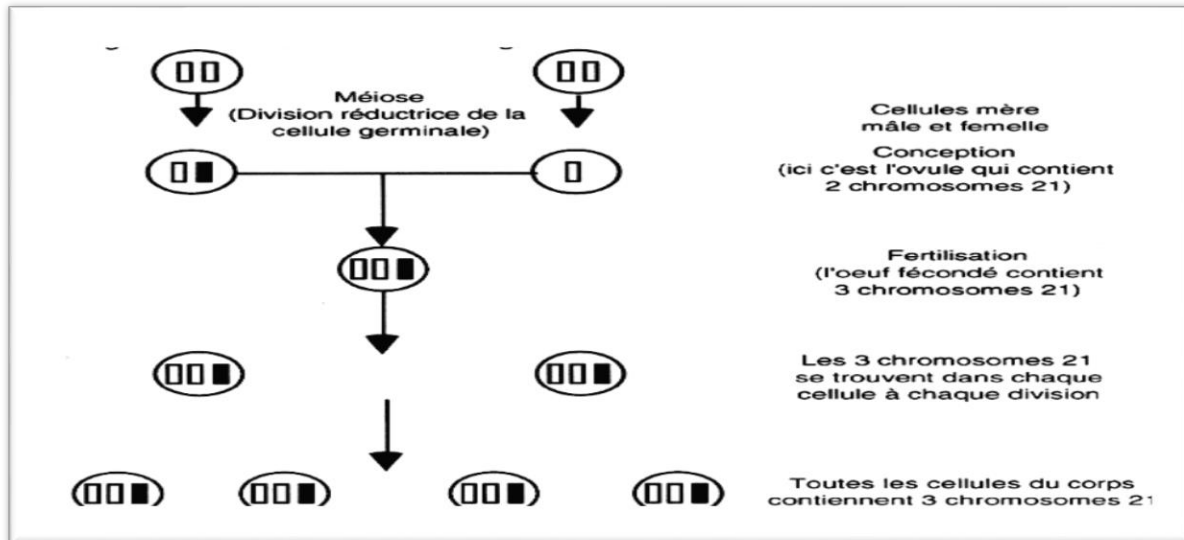 Méiose
(Division réductrice de la
cellule germinale)
Cellules mère
mâle et femelle
Conception
(ici c'est l'ovule qui contient
2 chromosomes 21)
Fertilisation
(l'oeuf fécondé contient
3 chromosomes 21)
Les 3 chromosomes 21
se trouvent dans chaque
cellule à chaque division
Toutes les cellules du corps
contiennent 3 chromosomes 21